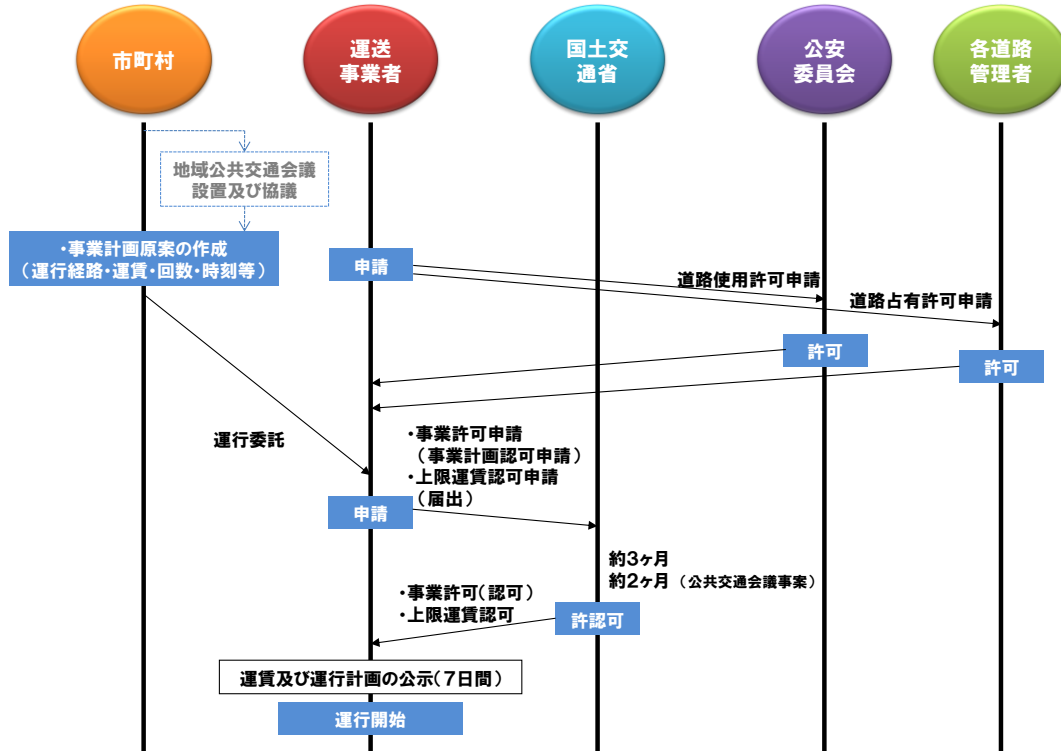 市町村
運送
事業者
国土交
通省
公安
委員会
各道路
管理者
地域公共交通会議
設置及び協議
・事業計画原案の作成
（運行経路・運賃・回数・時刻等）
申請
道路使用許可申請
道路占有許可申請
許可
許可
運行委託
・事業許可申請
（事業計画認可申請）
・上限運賃認可申請
（届出）
申請
約3ヶ月
約2ヶ月（公共交通会議事案）
・事業許可（認可）
・上限運賃認可
許認可
運賃及び運行計画の公示（7日間）
運行開始